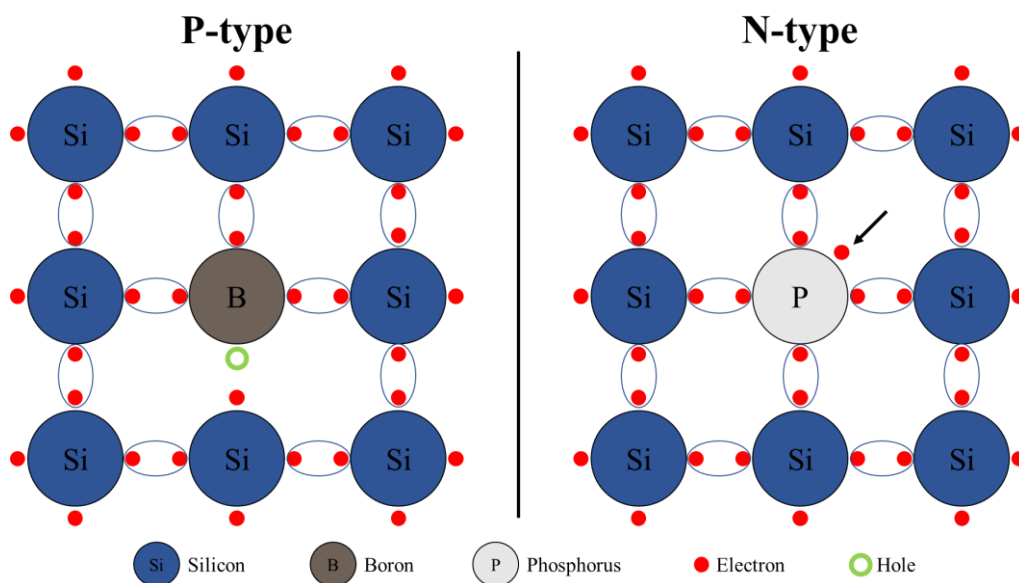 P-type
N-type
Si Si Si
Si Si Si
Si B Si
Si P Si
Si Si Si
Si Si Si
Si Silicon B Boron P Phosphorus Electron Hole